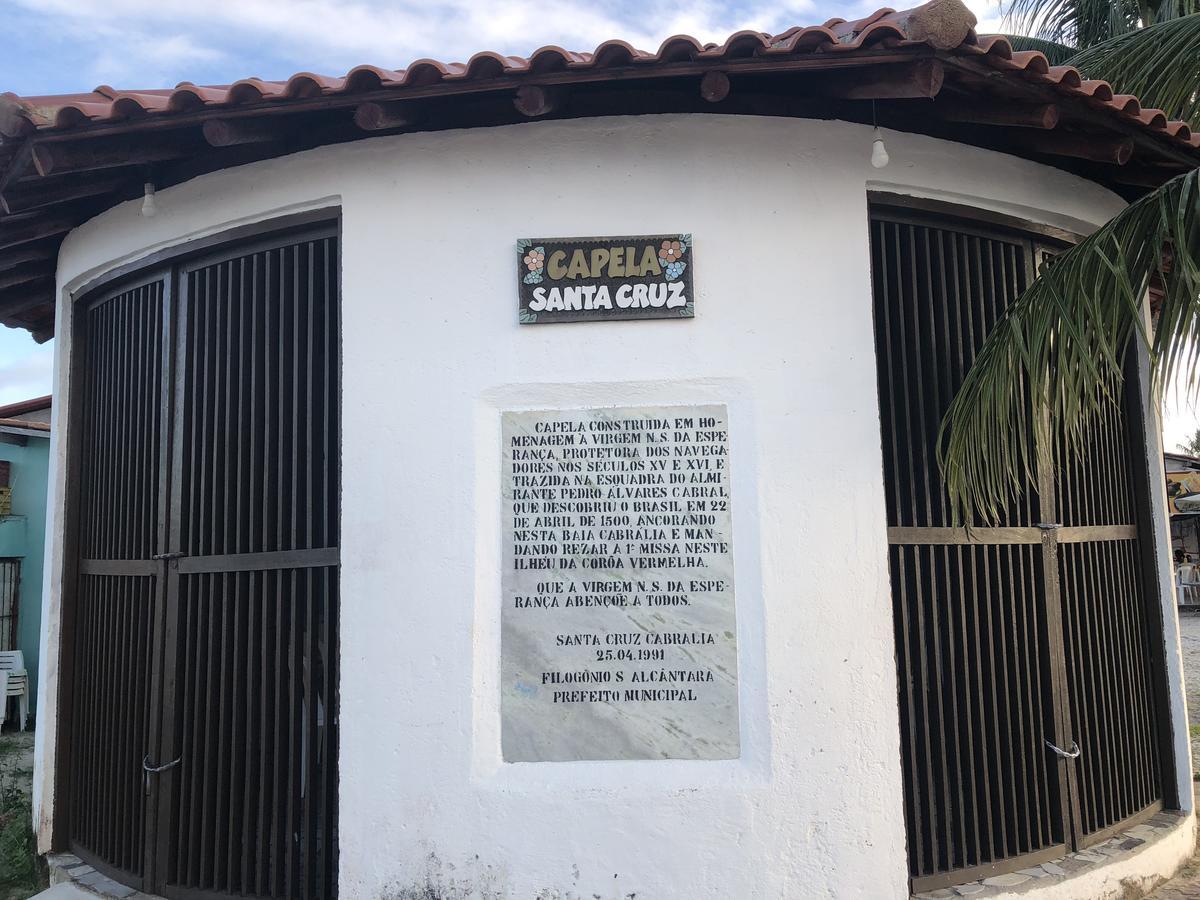 CAPELA
SANTA CRUZ
CAPELA CONSTRUIDA EM HO-
MENAGEM À VIRGEM N.S. DA ESPE
RANÇA, PROTETORA DOS NAVEGA
DORES NOS SÉCULOS XV E XVI, E
TRAZIDA NA ESQUADRA DO ALMI-
RANTE PEDRO ÁLVARES CABRAL,
QUE DESCOBRIU O BRASIL EM 22
DE ABRIL DE 1500, ANCORANDO
NESTA BAIA CABRÁLIA E MAN-
DANDO REZAR A 1ª MISSA NESTE
ILHEU DA CORÔA VERMELHA.
QUE A VIRGEM N.S. DA ESPE-
RANÇA ABENÇÕE A TODOS.
SANTA CRUZ CABRALIA
25.04.1991
FILOGÔNIO S ALCÂNTARA
PREFEITO MUNICIPAL